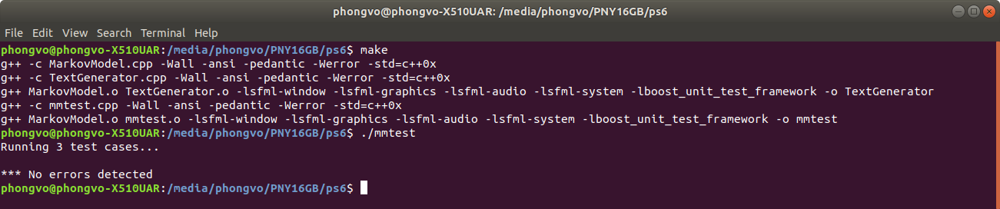 phongvo@phongvo-X510UAR: /media/phongvo/PNY16GB/ps6
File Edit View Search Terminal Help
phongvo@phongvo-X510UAR:/media/phongvo/PNY16GB/ps6$ make
g++ -c MarkovModel.cpp -Wall -ansi -pedantic -Werror -std=c++0x
g++ -c TextGenerator.cpp -Wall -ansi -pedantic -Werror -std=c++0x
g++ MarkovModel.o TextGenerator.o -lsfml-window -lsfml-graphics -lsfml-audio -lsfml-system -lboost_unit_test_framework -o TextGenerator
g++ -c mmtest.cpp -Wall -ansi -pedantic -Werror -std=c++0x
g++ MarkovModel.o mmtest.o -lsfml-window -lsfml-graphics -lsfml-audio -lsfml-system -lboost_unit_test_framework -o mmtest
phongvo@phongvo-X510UAR:/media/phongvo/PNY16GB/ps6$ ./mmtest
Running 3 test cases...
*** No errors detected
phongvo@phongvo-X510UAR:/media/phongvo/PNY16GB/ps6$